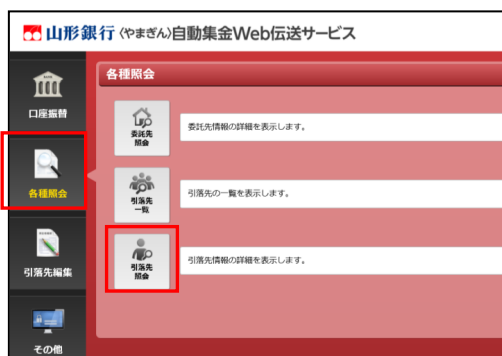 山形銀行〈やまぎん〉自動集金Web伝送サービス
口座振替
各種照会
引落先編集
その他
各種照会
委託先
照会
委託先情報の詳細を表示します。
引落先
一覧
引落先の一覧を表示します。
引落先
照会
引落先情報の詳細を表示します。